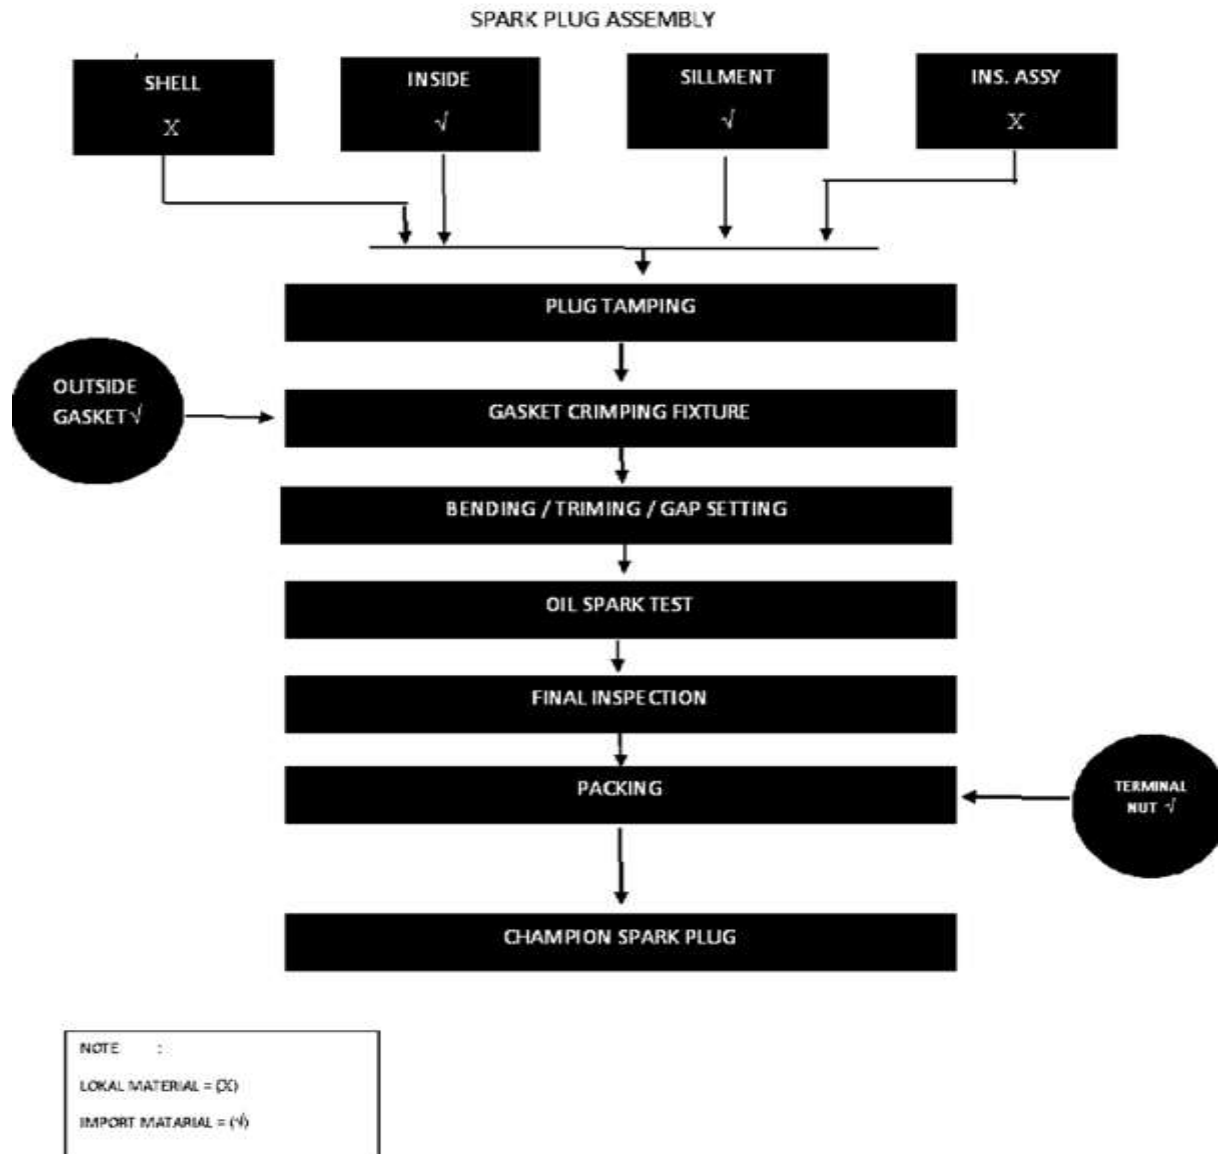 SPARK PLUG ASSEMBLY
SHELL
X
INSIDE
√
SILLMENT
√
INS. ASSY
X
PLUG TAMPING
OUTSIDE
GASKET √
GASKET CRIMPING FIXTURE
BENDING / TRIMING / GAP SETTING
OIL SPARK TEST
FINAL INSPECTION
PACKING
TERMINAL
NUT √
CHAMPION SPARK PLUG
NOTE :
LOKAL MATERIAL = (X)
IMPORT MATARIAL = (√)